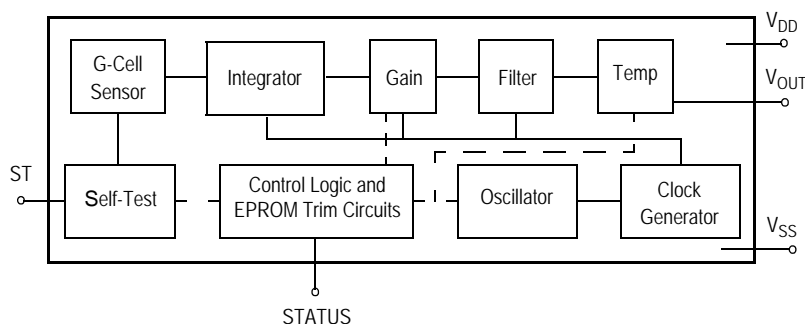 V_DD
G-Cell
Sensor
Integrator
Gain
Filter
Temp
V_OUT
ST
Self-Test
Control Logic and
EPROM Trim Circuits
Oscillator
Clock
Generator
V_SS
STATUS